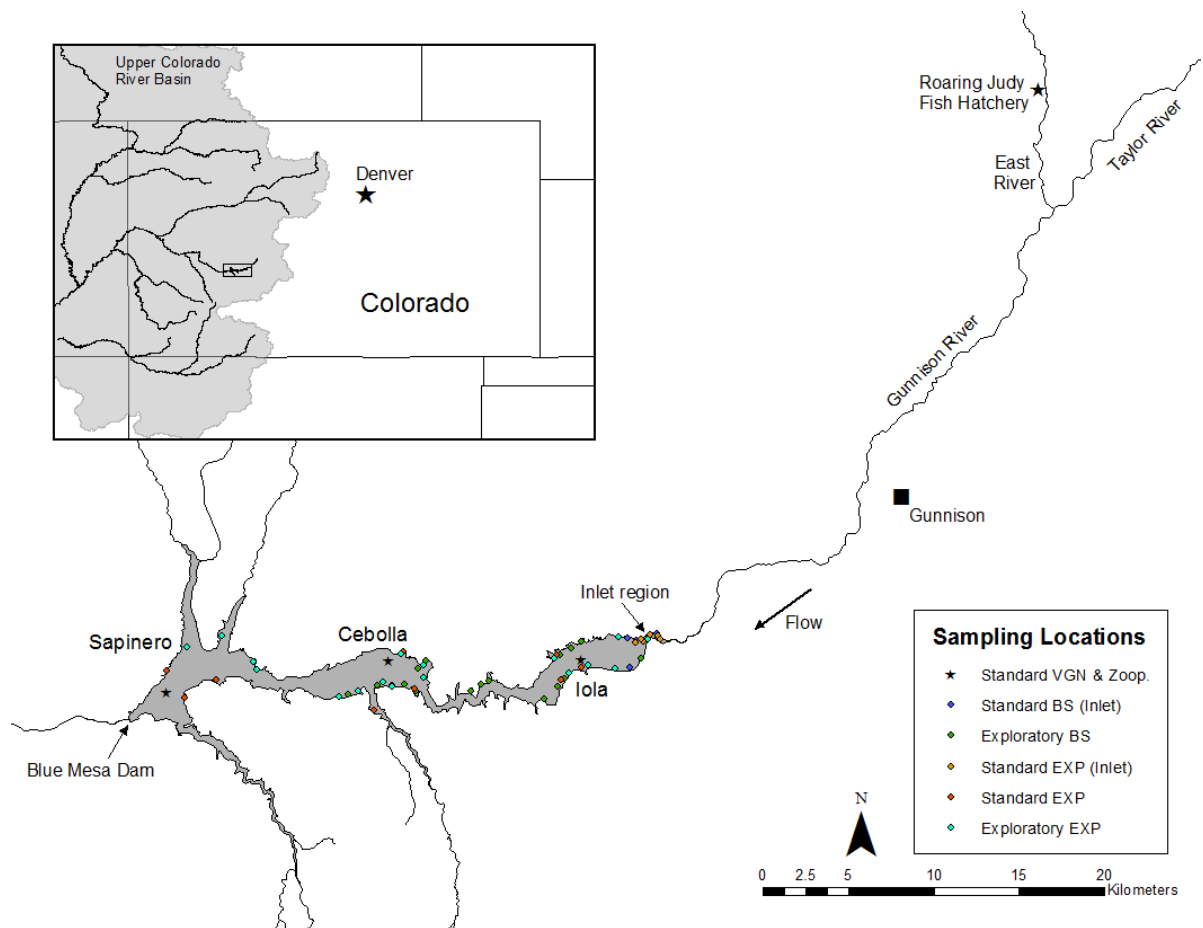 Upper Colorado
River Basin
Denver
Colorado
Roaring Judy
Fish Hatchery
East
River
Taylor River
Gunnison River
Gunnison
Inlet region
Flow
Sapinero
Cebolla
Iola
Blue Mesa Dam
Sampling Locations
Standard VGN & Zoop.
Standard BS (Inlet)
Exploratory BS
Standard EXP (Inlet)
Standard EXP
Exploratory EXP
N
0 2.5 5 10 15 20
Kilometers